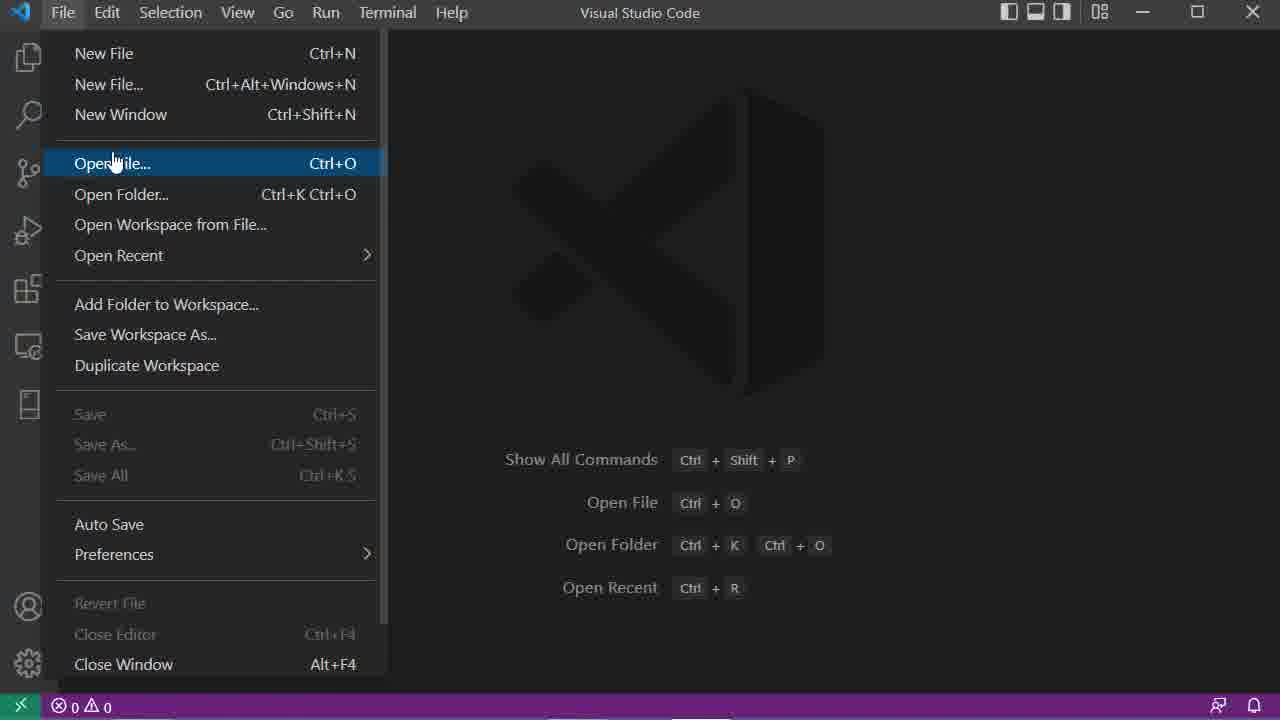 File Edit Selection View Go Run Terminal Help Visual Studio Code
New File Ctrl+N
New File... Ctrl+Alt+Windows+N
New Window Ctrl+Shift+N
Open File... Ctrl+O
Open Folder... Ctrl+K Ctrl+O
Open Workspace from File...
Open Recent
Add Folder to Workspace...
Save Workspace As...
Duplicate Workspace
Save Ctrl+S
Save As... Ctrl+Shift+S
Save All Ctrl+K S
Auto Save
Preferences
Revert File
Close Editor Ctrl+F4
Close Window Alt+F4
Show All Commands Ctrl + Shift + P
Open File Ctrl + O
Open Folder Ctrl + K Ctrl + O
Open Recent Ctrl + R
0 0